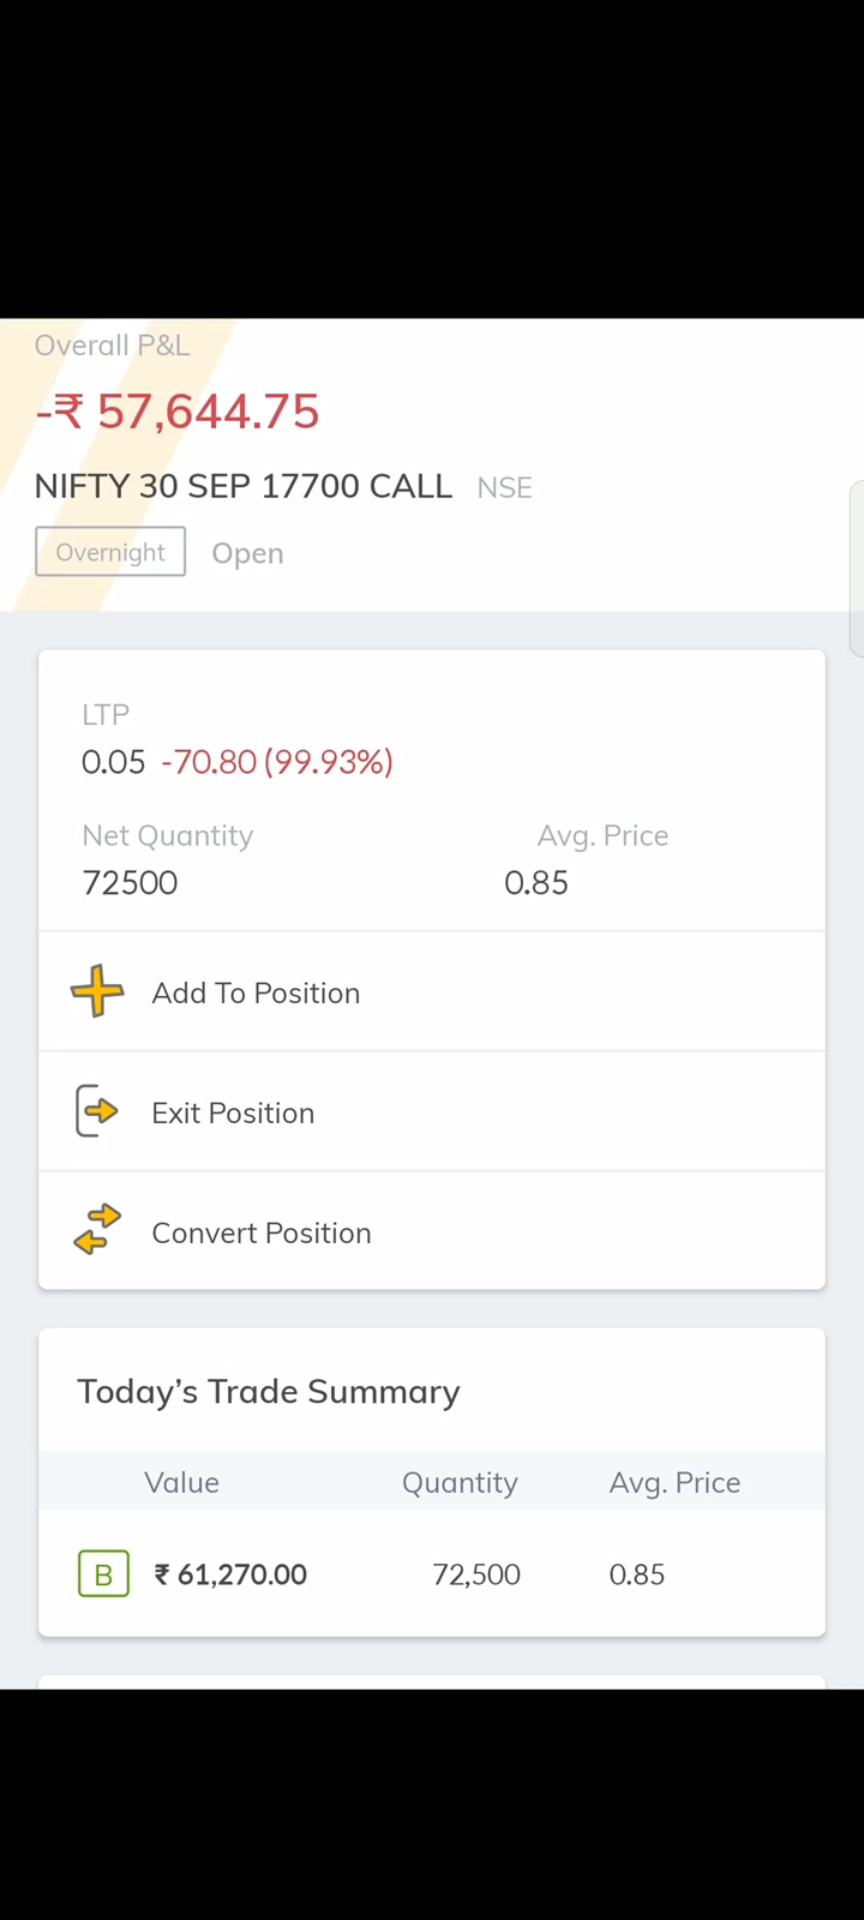 Overall P&L
-₹ 57,644.75
NIFTY 30 SEP 17700 CALL NSE
Overnight Open
LTP
0.05 -70.80 (99.93%)
Net Quantity Avg. Price
72500 0.85
Add To Position
Exit Position
Convert Position
Today's Trade Summary
Value Quantity Avg. Price
B ₹ 61,270.00 72,500 0.85